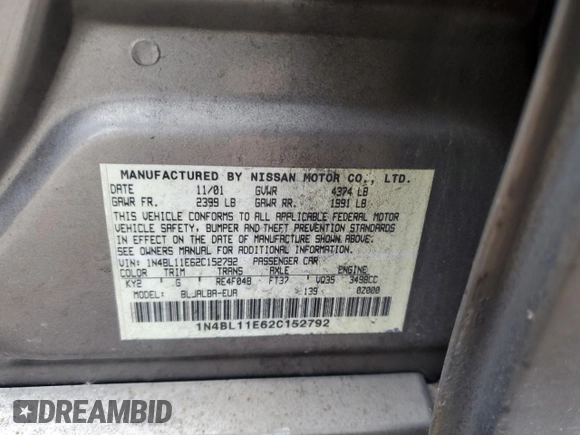 MANUFACTURED BY NISSAN MOTOR CO., LTD.
DATE 11/01 GVWR 4374 LB
GAWR FR. 2399 LB GAWR RR. 1991 LB
THIS VEHICLE CONFORMS TO ALL APPLICABLE FEDERAL MOTOR
VEHICLE SAFETY, BUMPER AND THEFT PREVENTION STANDARDS
IN EFFECT ON THE DATE OF MANUFACTURE SHOWN ABOVE.
SEE OWNERS MANUAL FOR ADDITIONAL INFORMATION.
VIN: 1N4BL11E62C152792 PASSENGER CAR
COLOR TRIM TRANS AXLE ENGINE
KY2 G RE4F04B FT37 VQ35 3498CC
MODEL: BLJALBA-EUA 139 0Z000
1N4BL11E62C152792
DREAMBID